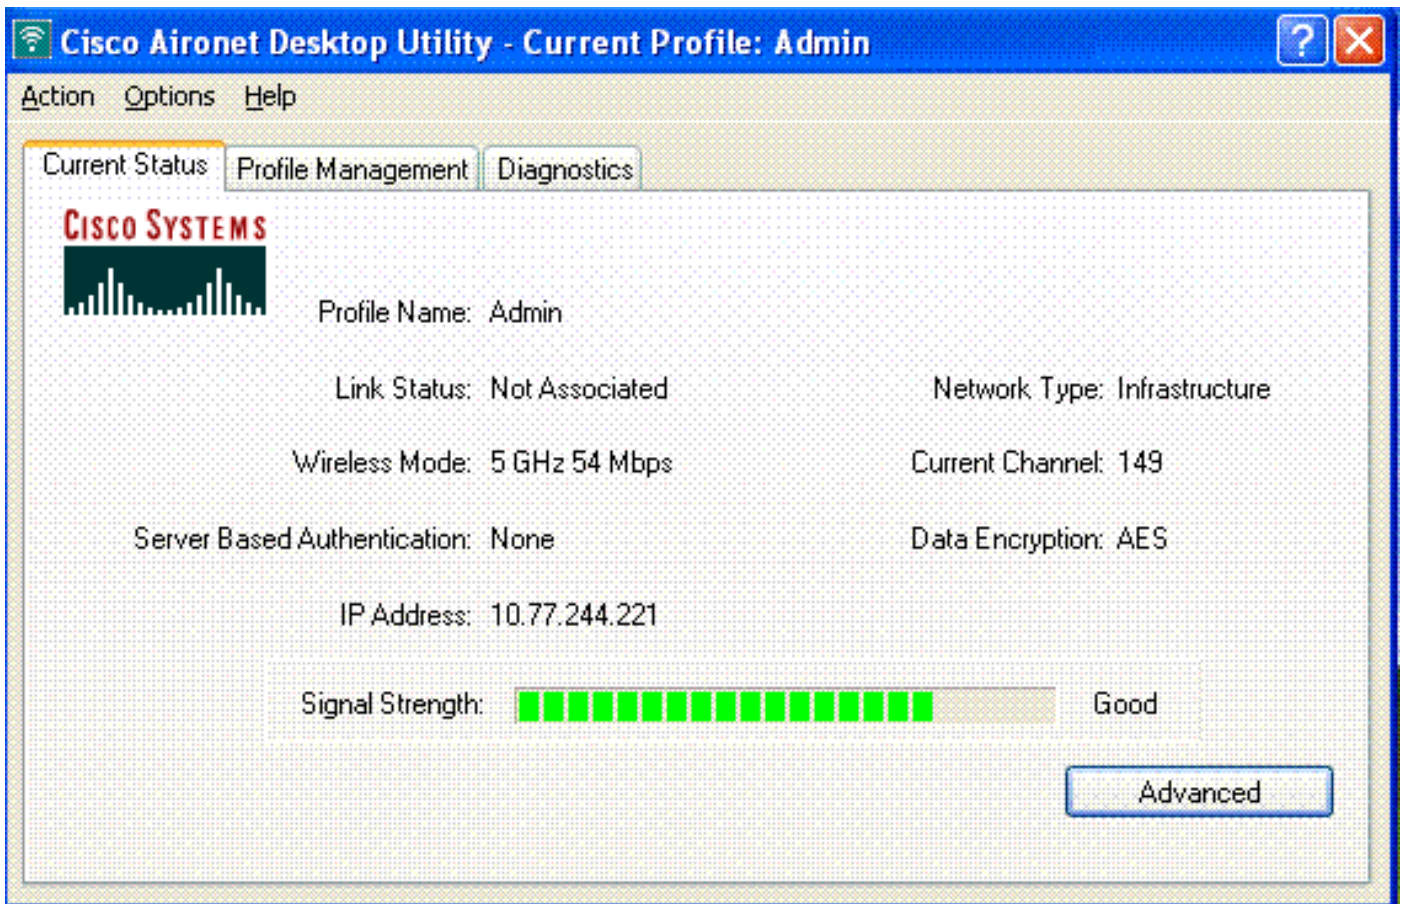 Cisco Aironet Desktop Utility - Current Profile: Admin
Action Options Help
Current Status Profile Management Diagnostics
CISCO SYSTEMS
Profile Name: Admin
Link Status: Not Associated Network Type: Infrastructure
Wireless Mode: 5 GHz 54 Mbps Current Channel: 149
Server Based Authentication: None Data Encryption: AES
IP Address: 10.77.244.221
Signal Strength: Good
Advanced